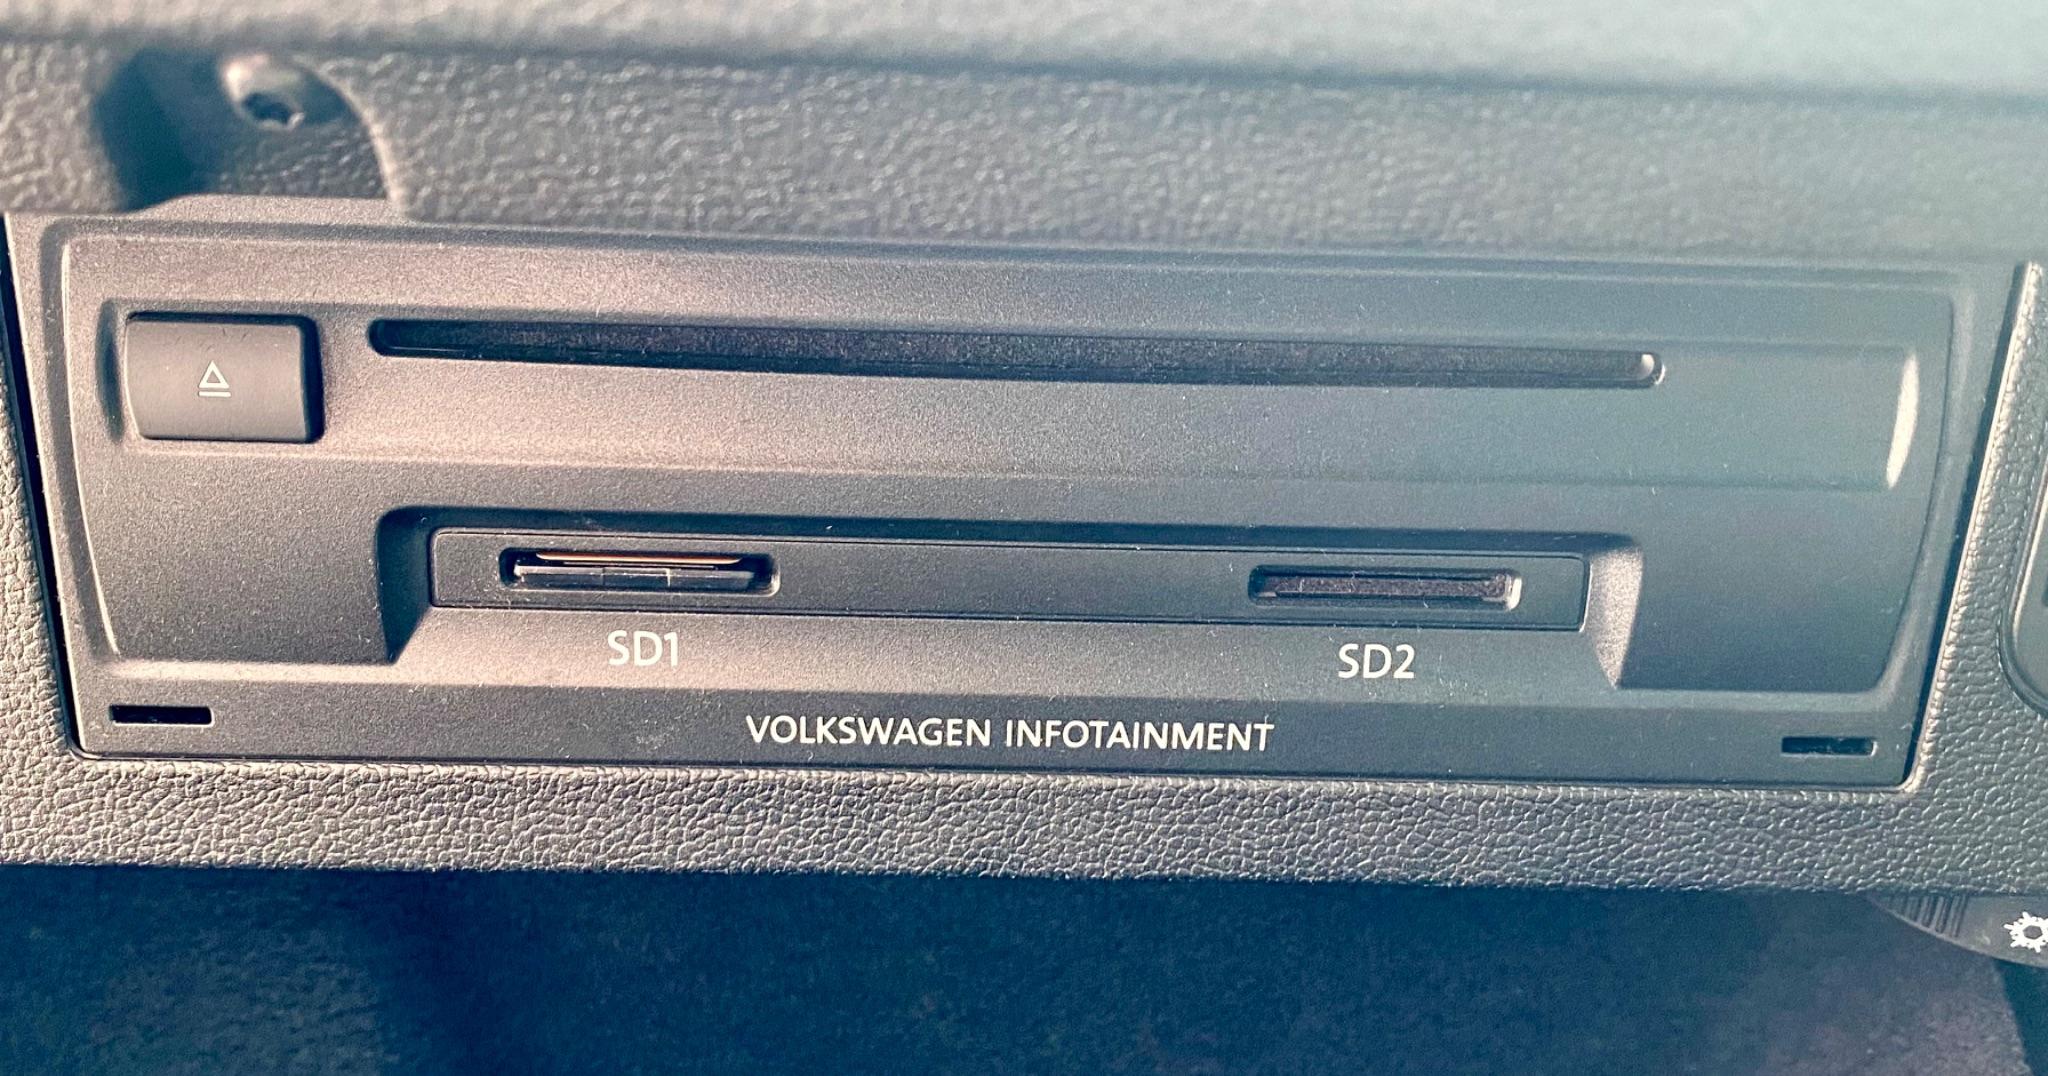 SD1 SD2
VOLKSWAGEN INFOTAINMENT